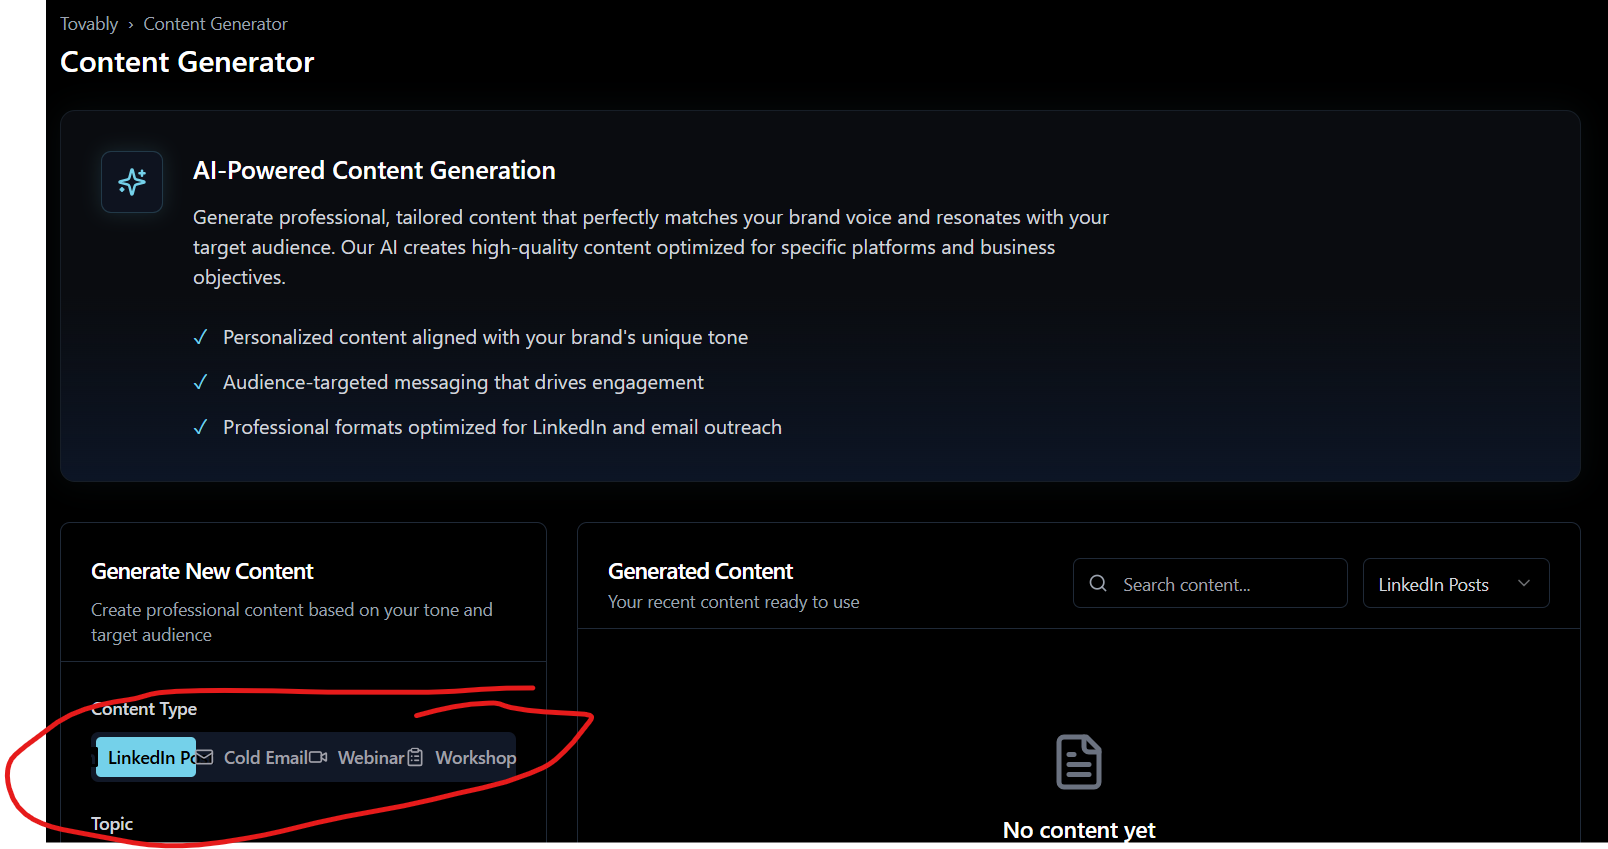 Tovably › Content Generator
Content Generator
AI-Powered Content Generation
Generate professional, tailored content that perfectly matches your brand voice and resonates with your
target audience. Our AI creates high-quality content optimized for specific platforms and business
objectives.
✓ Personalized content aligned with your brand's unique tone
✓ Audience-targeted messaging that drives engagement
✓ Professional formats optimized for LinkedIn and email outreach
Generate New Content
Create professional content based on your tone and
target audience
Content Type
LinkedIn Po Cold Email Webinar Workshop
Topic
Generated Content
Your recent content ready to use
Search content...
LinkedIn Posts
No content yet